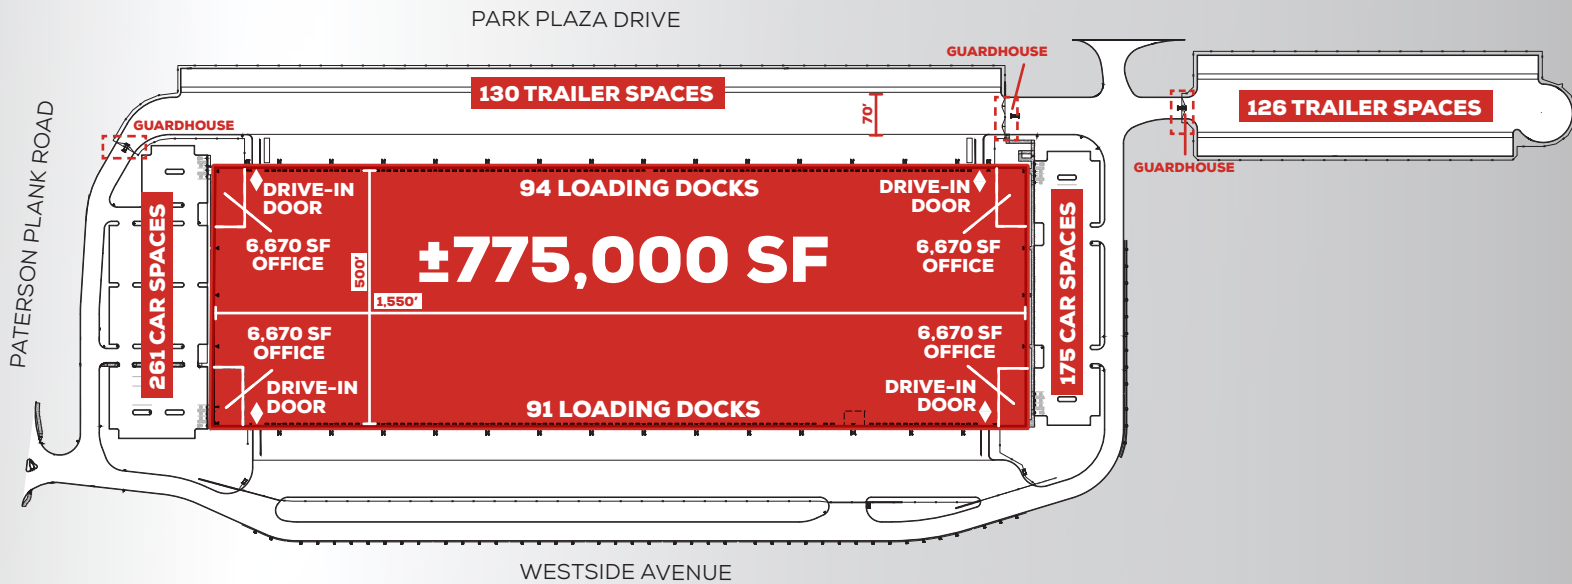 PARK PLAZA DRIVE
GUARDHOUSE
130 TRAILER SPACES
70'
126 TRAILER SPACES
GUARDHOUSE
GUARDHOUSE
PATERSON PLANK ROAD
261 CAR SPACES
DRIVE-IN
DOOR
94 LOADING DOCKS
DRIVE-IN
DOOR
6,670 SF
OFFICE
±775,000 SF
6,670 SF
OFFICE
500'
1,550'
175 CAR SPACES
6,670 SF
OFFICE
6,670 SF
OFFICE
DRIVE-IN
DOOR
91 LOADING DOCKS
DRIVE-IN
DOOR
WESTSIDE AVENUE